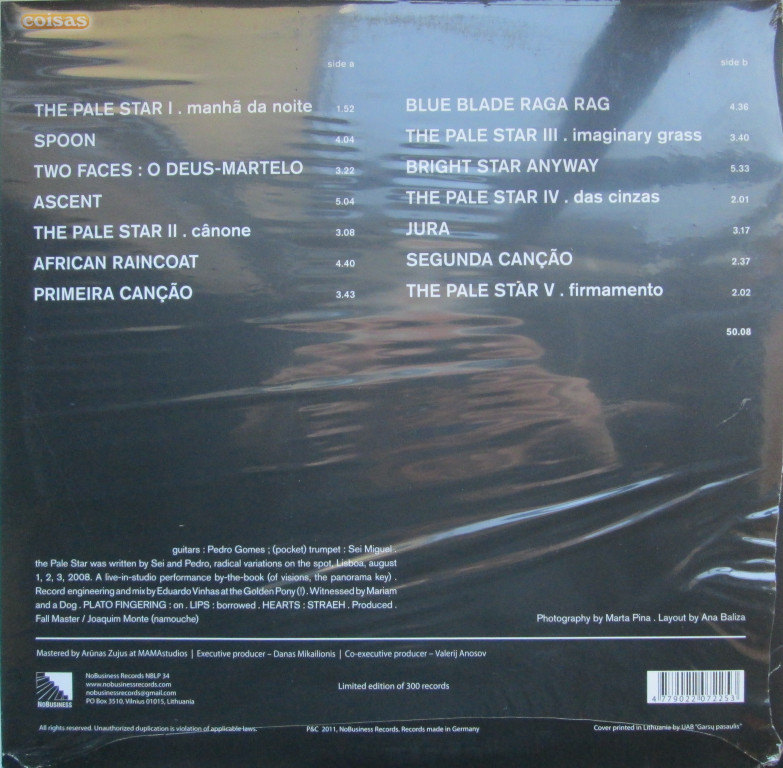 coisas
side a
THE PALE STAR I . manhã da noite 1.52
SPOON 4.04
TWO FACES : O DEUS-MARTELO 3.22
ASCENT 5.04
THE PALE STAR II . cânone 3.08
AFRICAN RAINCOAT 4.40
PRIMEIRA CANÇÃO 3.43
side b
BLUE BLADE RAGA RAG 4.36
THE PALE STAR III . imaginary grass 3.40
BRIGHT STAR ANYWAY 5.33
THE PALE STAR IV . das cinzas 2.01
JURA 3.17
SEGUNDA CANÇÃO 2.37
THE PALE STAR V . firmamento 2.02
50.08
guitars : Pedro Gomes ; (pocket) trumpet : Sei Miguel .
the Pale Star was written by Sei and Pedro, radical variations on the spot, Lisboa, august
1, 2, 3, 2008. A live-in-studio performance by-the-book (of visions, the panorama key) .
Record engineering and mix by Eduardo Vinhas at the Golden Pony (!) . Witnessed by Mariam
and a Dog . PLATO FINGERING : on . LIPS : borrowed . HEARTS : STRAEH . Produced .
Fall Master / Joaquim Monte (namouche)
Photography by Marta Pina . Layout by Ana Baliza
Mastered by Arūnas Zujus at MAMAstudios | Executive producer – Danas Mikailionis | Co-executive producer – Valerij Anosov
NoBusiness
NoBusiness Records NBLP 34
www.nobusinessrecords.com
nobusinessrecords@gmail.com
PO Box 3510, Vilnius 01015, Lithuania
Limited edition of 300 records
4 779022 072253
All rights reserved. Unauthorized duplication is violation of applicable laws.
P&C 2011, NoBusiness Records. Records made in Germany
Cover printed in Lithuania by UAB "Garsų pasaulis"